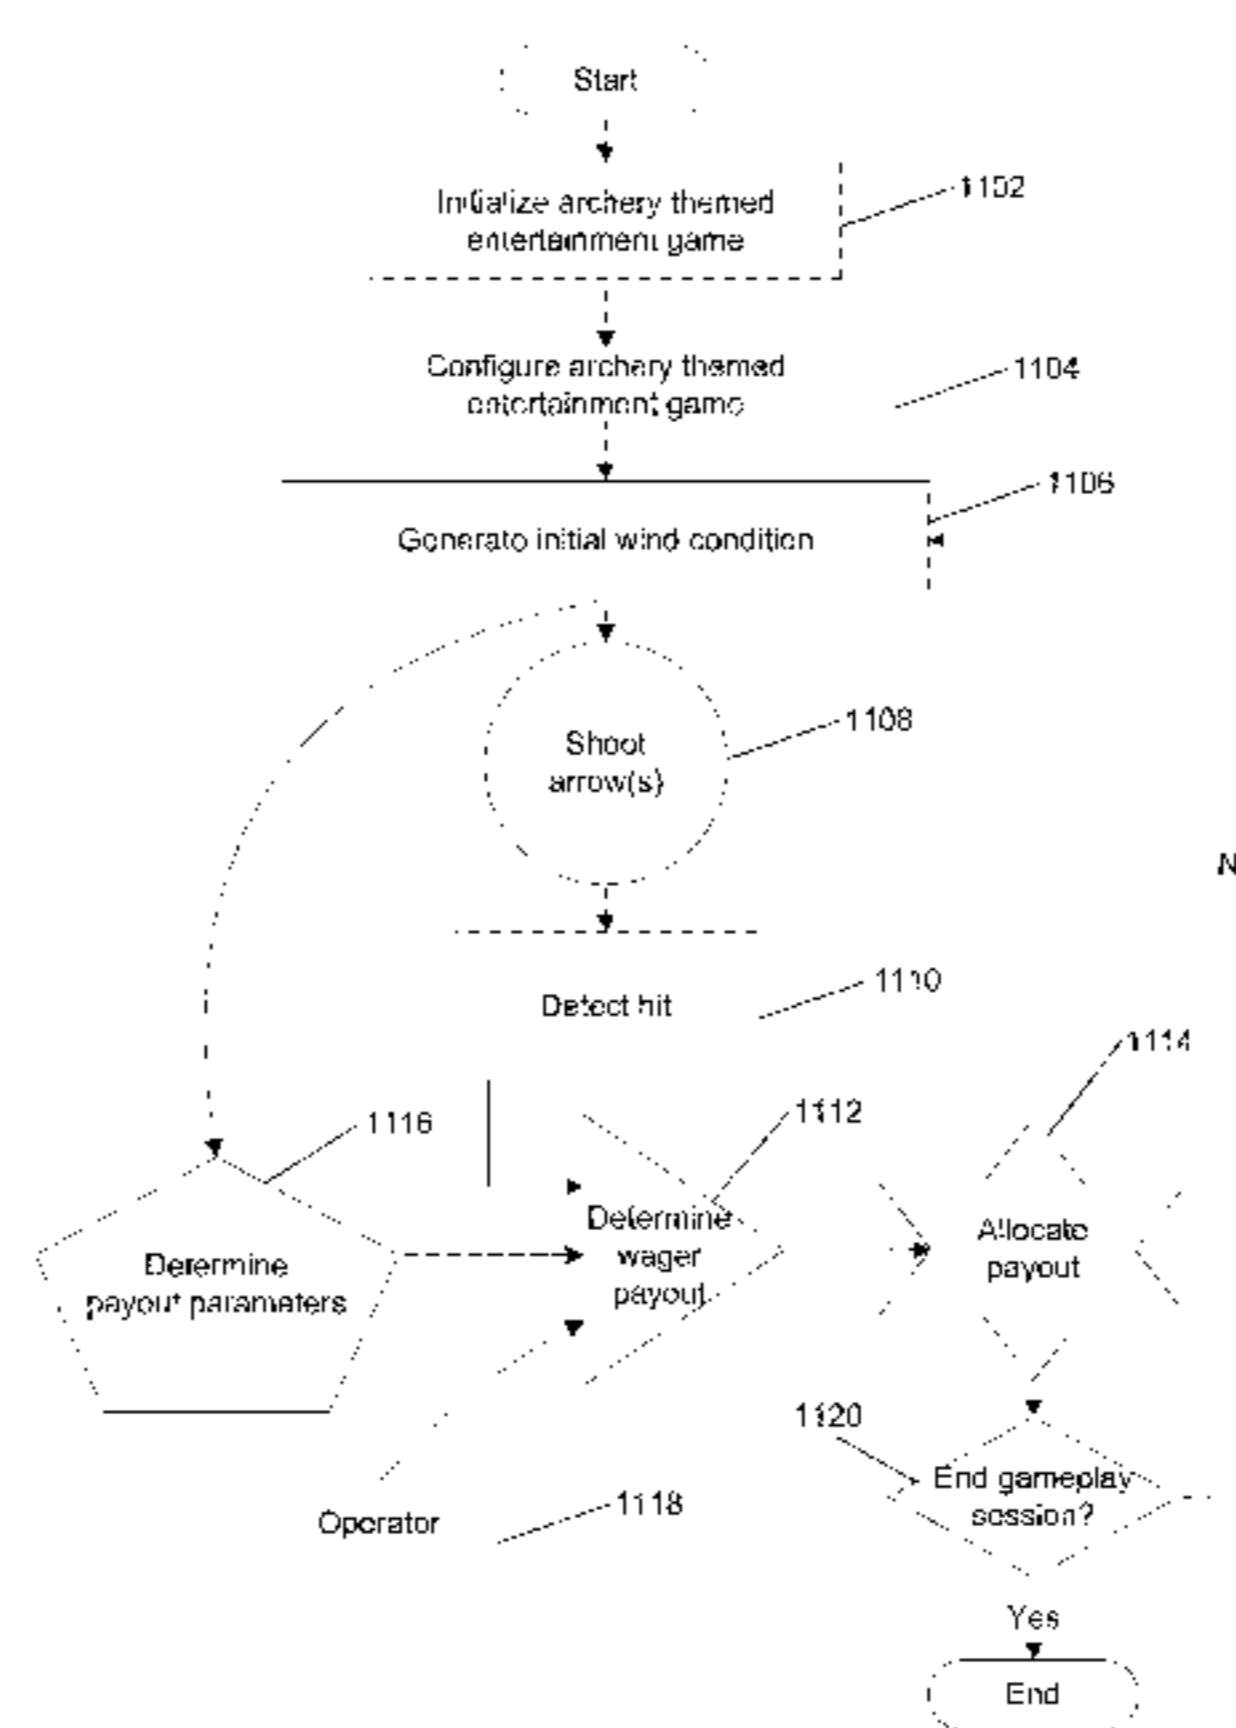 Start
Initialize archery themed
entertainment game
1102
Configure archery themed
entertainment game
1104
1106
Generate initial wind condition
Shoot
arrow(s)
1108
N
Detect hit
1110
1114
1116
1112
Determine
payout parameters
Determine
wager
payout
Allocate
payout
1120
End gameplay
session?
Operator
1118
Yes
End